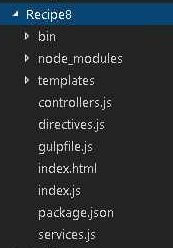 Recipe8
bin
node_modules
templates
controllers.js
directives.js
gulpfile.js
index.html
index.js
package.json
services.js